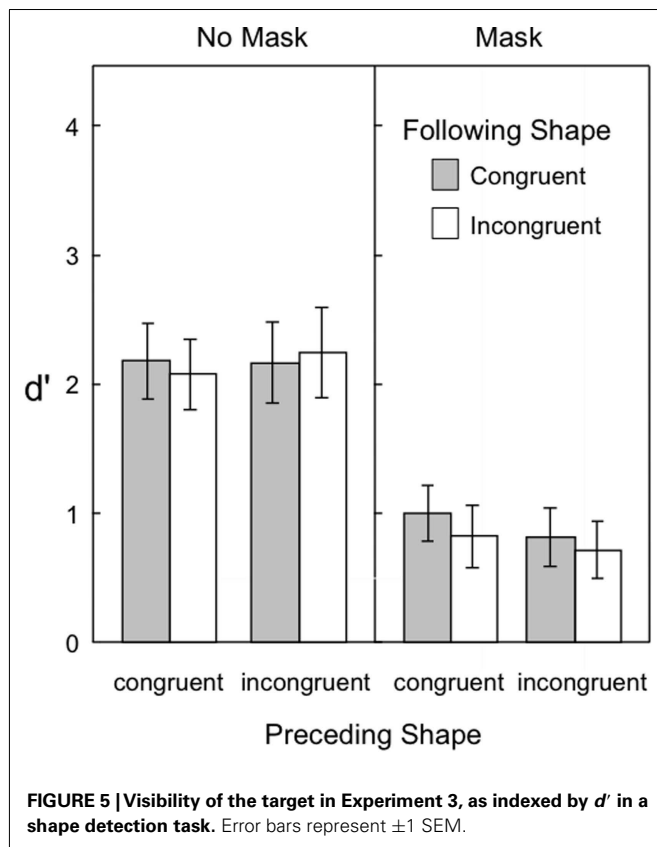 No Mask Mask
4
3
2
1
0
d'
Following Shape
Congruent
Incongruent
congruent incongruent congruent incongruent
Preceding Shape
FIGURE 5 | Visibility of the target in Experiment 3, as indexed by d′ in a
shape detection task. Error bars represent ±1 SEM.